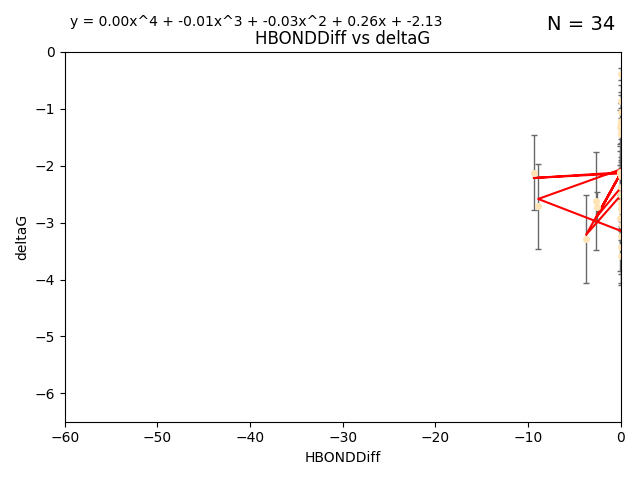 y = 0.00x^4 + -0.01x^3 + -0.03x^2 + 0.26x + -2.13
N = 34
HBONDDiff vs deltaG
0
−1
−2
−3
−4
−5
−6
deltaG
−60
−50
−40
−30
−20
−10
0
HBONDDiff